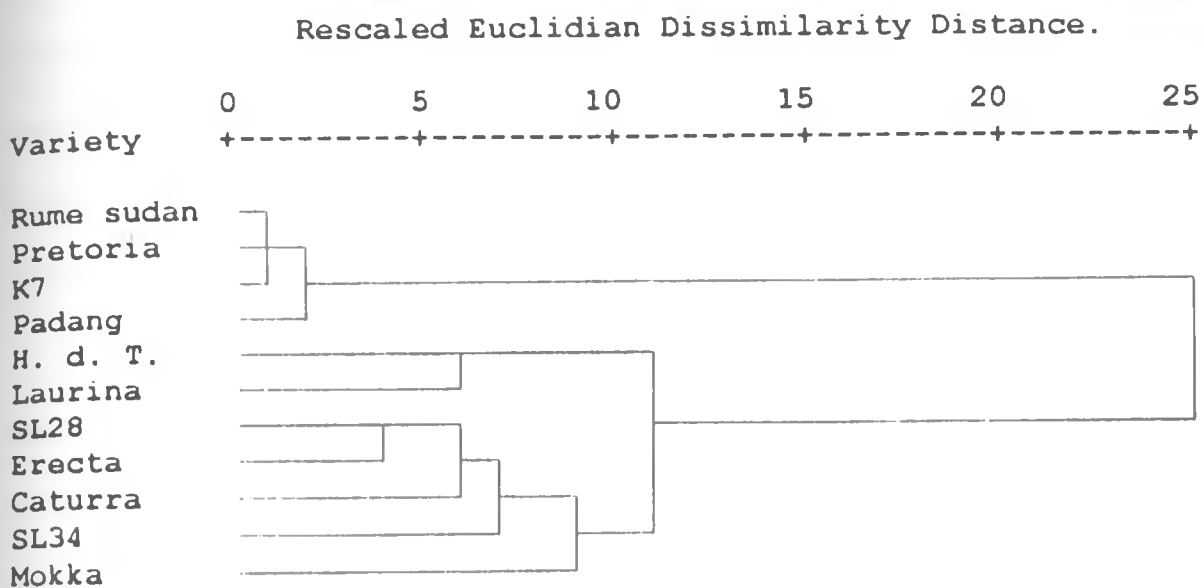 Rescaled Euclidian Dissimilarity Distance.
0 5 10 15 20 25
Variety +---------+---------+---------+---------+---------+
Rume sudan
Pretoria
K7
Padang
H. d. T.
Laurina
SL28
Erecta
Caturra
SL34
Mokka